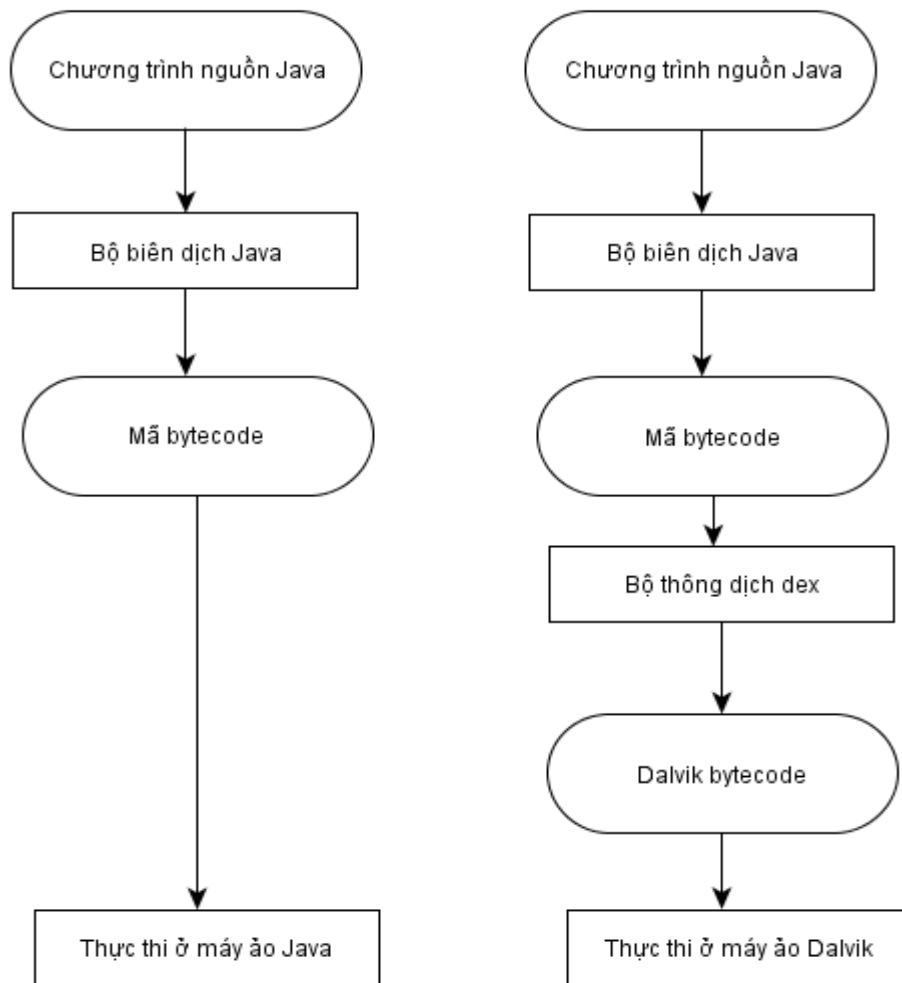 Chương trình nguồn Java
Chương trình nguồn Java
Bộ biên dịch Java
Bộ biên dịch Java
Mã bytecode
Mã bytecode
Bộ thông dịch dex
Dalvik bytecode
Thực thi ở máy ảo Java
Thực thi ở máy ảo Dalvik